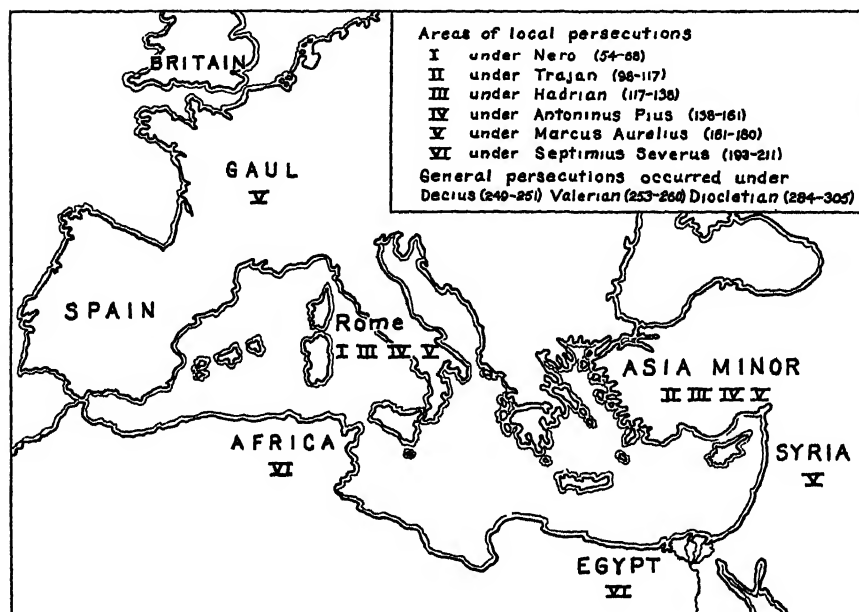 Areas of local persecutions
I under Nero (54-68)
II under Trajan (98-117)
III under Hadrian (117-138)
IV under Antoninus Pius (138-161)
V under Marcus Aurelius (161-180)
VI under Septimius Severus (193-211)
General persecutions occurred under
Decius (249-251) Valerian (253-260) Diocletian (284-305)
BRITAIN
GAUL
V
SPAIN
Rome
I III IV V
ASIA MINOR
II III IV V
AFRICA
VI
SYRIA
V
EGYPT
VI